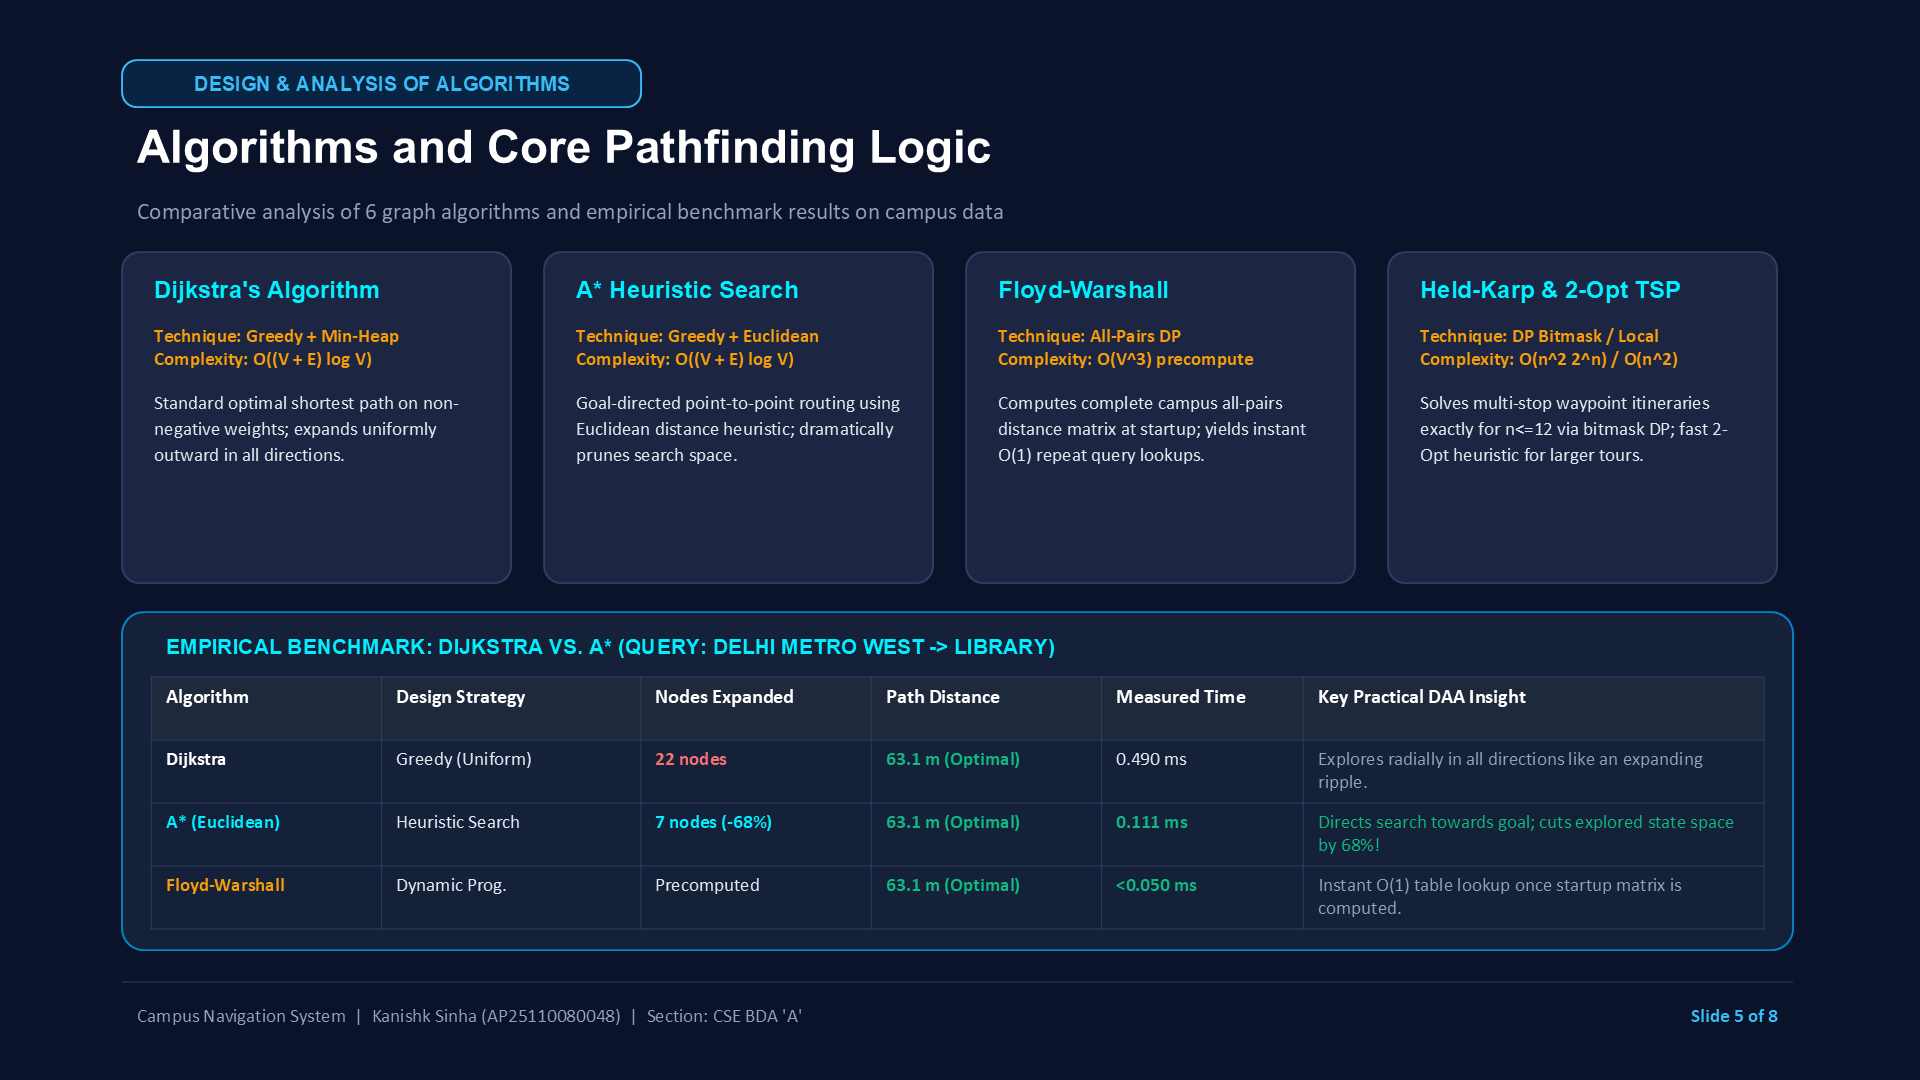 DESIGN & ANALYSIS OF ALGORITHMS
Algorithms and Core Pathfinding Logic
Comparative analysis of 6 graph algorithms and empirical benchmark results on campus data
Dijkstra's Algorithm
Technique: Greedy + Min-Heap
Complexity: O((V + E) log V)
Standard optimal shortest path on non-
negative weights; expands uniformly
outward in all directions.
A* Heuristic Search
Technique: Greedy + Euclidean
Complexity: O((V + E) log V)
Goal-directed point-to-point routing using
Euclidean distance heuristic; dramatically
prunes search space.
Floyd-Warshall
Technique: All-Pairs DP
Complexity: O(V^3) precompute
Computes complete campus all-pairs
distance matrix at startup; yields instant
O(1) repeat query lookups.
Held-Karp & 2-Opt TSP
Technique: DP Bitmask / Local
Complexity: O(n^2 2^n) / O(n^2)
Solves multi-stop waypoint itineraries
exactly for n<=12 via bitmask DP; fast 2-
Opt heuristic for larger tours.
EMPIRICAL BENCHMARK: DIJKSTRA VS. A* (QUERY: DELHI METRO WEST -> LIBRARY)
Algorithm Design Strategy Nodes Expanded Path Distance Measured Time Key Practical DAA Insight
Dijkstra Greedy (Uniform) 22 nodes 63.1 m (Optimal) 0.490 ms Explores radially in all directions like an expanding
ripple.
A* (Euclidean) Heuristic Search 7 nodes (-68%) 63.1 m (Optimal) 0.111 ms Directs search towards goal; cuts explored state space
by 68%!
Floyd-Warshall Dynamic Prog. Precomputed 63.1 m (Optimal) <0.050 ms Instant O(1) table lookup once startup matrix is
computed.
Campus Navigation System | Kanishk Sinha (AP25110080048) | Section: CSE BDA 'A'
Slide 5 of 8